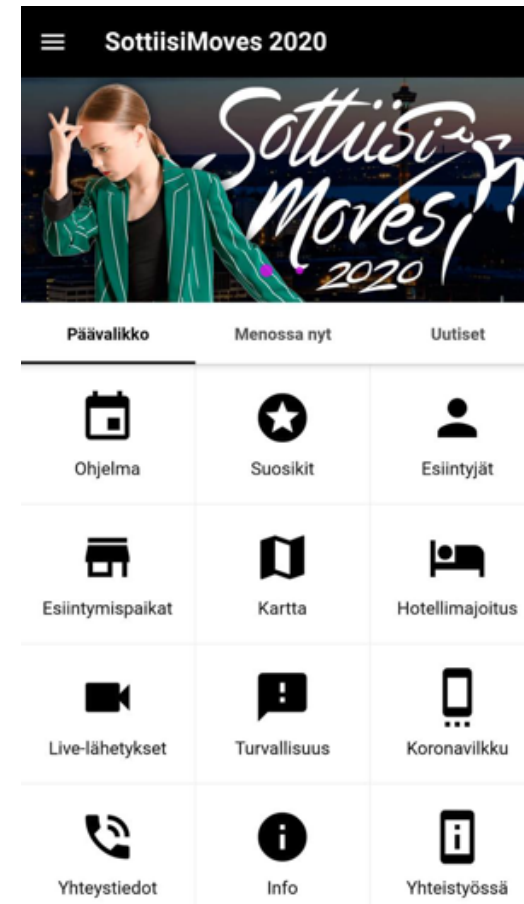 SottiisiMoves 2020
Sottiisi
Moves
2020
Päävalikko Menossa nyt Uutiset
Ohjelma Suosikit Esiintyjät
Esiintymispaikat Kartta Hotellimajoitus
Live-lähetykset Turvallisuus Koronavilkku
Yhteystiedot Info Yhteistyössä